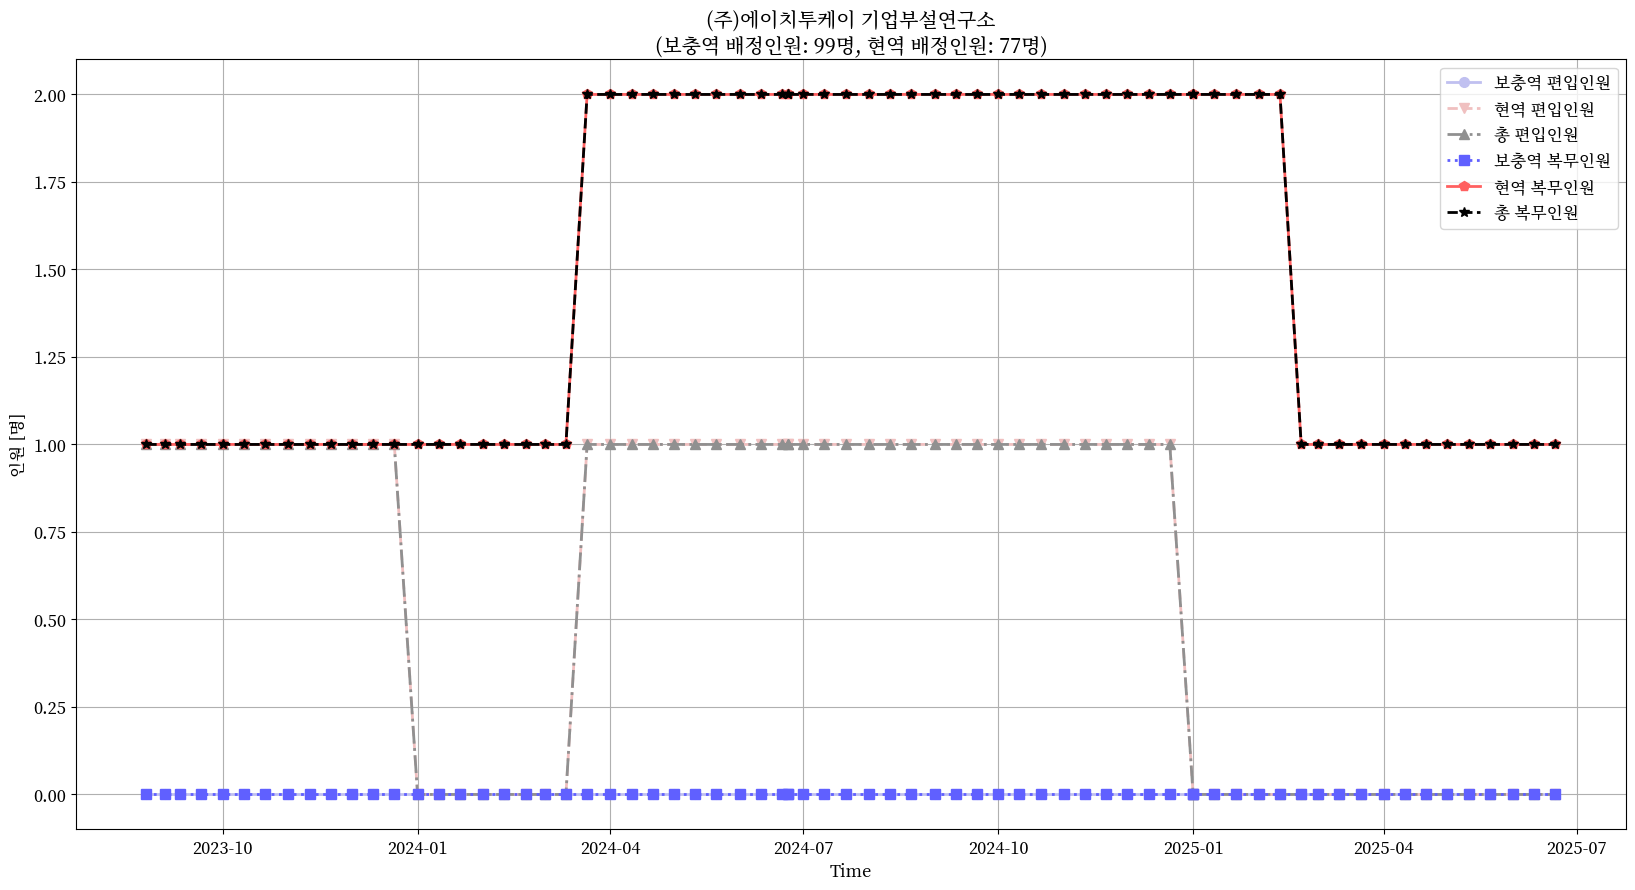 (주)에이치투케이 기업부설연구소
(보충역 배정인원: 99명, 현역 배정인원: 77명)
보충역 편입인원
현역 편입인원
총 편입인원
보충역 복무인원
현역 복무인원
총 복무인원
인원 [명]
2.00
1.75
1.50
1.25
1.00
0.75
0.50
0.25
0.00
2023-10
2024-01
2024-04
2024-07
2024-10
2025-01
2025-04
2025-07
Time